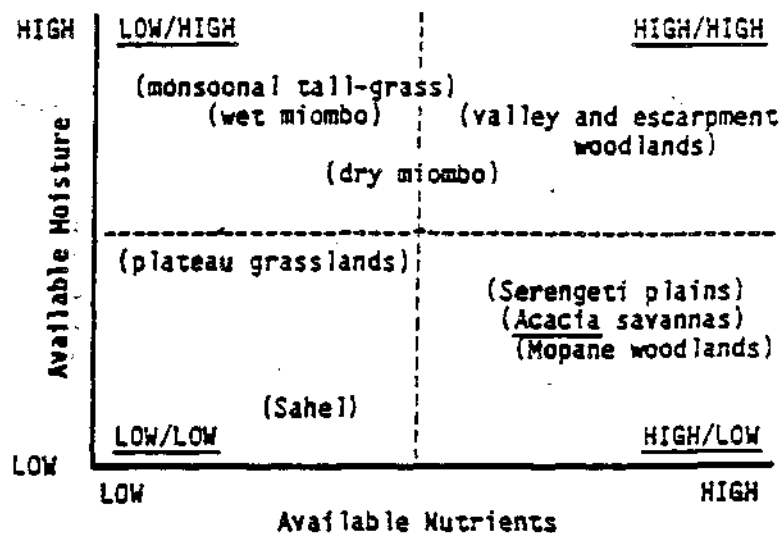 HIGH
LOW/HIGH
HIGH/HIGH
(monsoonal tall-grass)
(wet miombo)
(valley and escarpment
woodlands)
(dry miombo)
Available Moisture
(plateau grasslands)
(Serengeti plains)
(Acacia savannas)
(Mopane woodlands)
(Sahel)
LOW/LOW
HIGH/LOW
LOW
LOW
HIGH
Available Nutrients